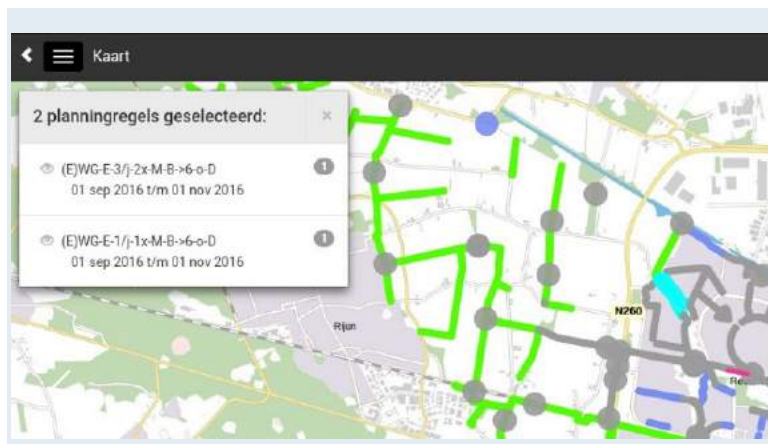 Kaart
2 planningregels geselecteerd: ×
(E)WG-E-3/j-2x-M-B->6-o-D 1
01 sep 2016 t/m 01 nov 2016
(E)WG-E-1/j-1x-M-B->6-o-D 1
01 sep 2016 t/m 01 nov 2016
N260
Rijen